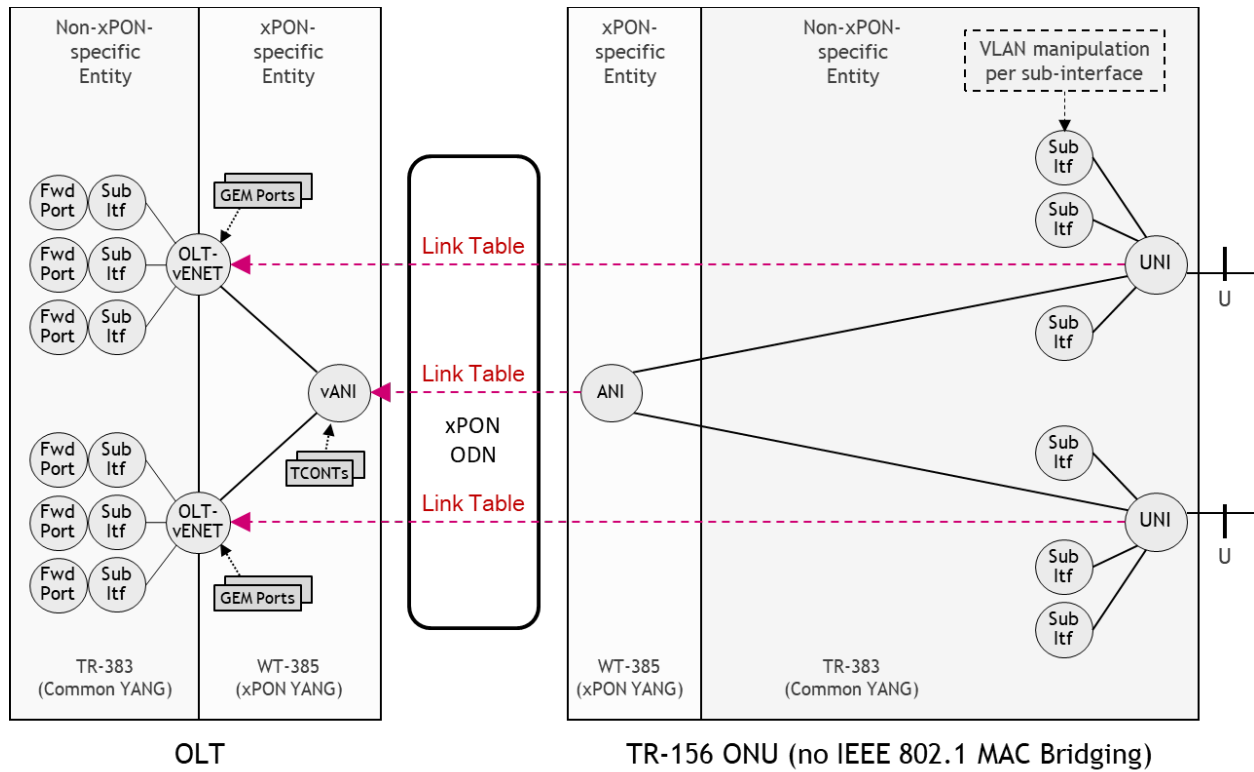 Non-xPON-
specific
Entity
xPON-
specific
Entity
xPON-
specific
Entity
Non-xPON-
specific
Entity
VLAN manipulation
per sub-interface
Fwd
Port
Sub
Itf
GEM Ports
Fwd
Port
Sub
Itf
OLT-
vENET
Fwd
Port
Sub
Itf
Link Table
Sub
Itf
Sub
Itf
UNI
U
Sub
Itf
vANI
Link Table
ANI
xPON
ODN
TCONTs
Fwd
Port
Sub
Itf
Fwd
Port
Sub
Itf
OLT-
vENET
Fwd
Port
Sub
Itf
GEM Ports
Link Table
Sub
Itf
UNI
U
Sub
Itf
Sub
Itf
TR-383
(Common YANG)
WT-385
(xPON YANG)
WT-385
(xPON YANG)
TR-383
(Common YANG)
OLT
TR-156 ONU (no IEEE 802.1 MAC Bridging)